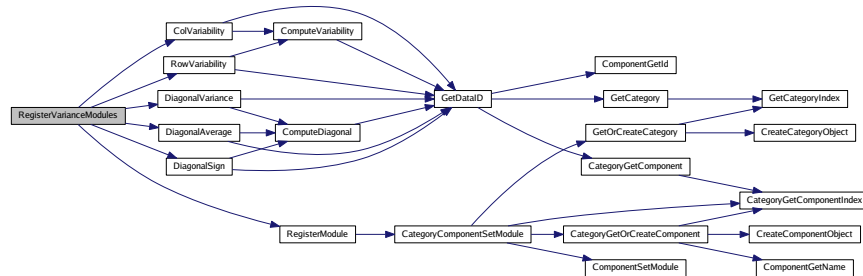 RegisterVarianceModules
ColVariability
RowVariability
DiagonalVariance
DiagonalAverage
DiagonalSign
RegisterModule
ComputeVariability
ComputeDiagonal
CategoryComponentSetModule
GetDataID
ComponentGetId
GetCategory
GetOrCreateCategory
CategoryGetComponent
CategoryGetOrCreateComponent
ComponentSetModule
GetCategoryIndex
CreateCategoryObject
CategoryGetComponentIndex
CreateComponentObject
ComponentGetName